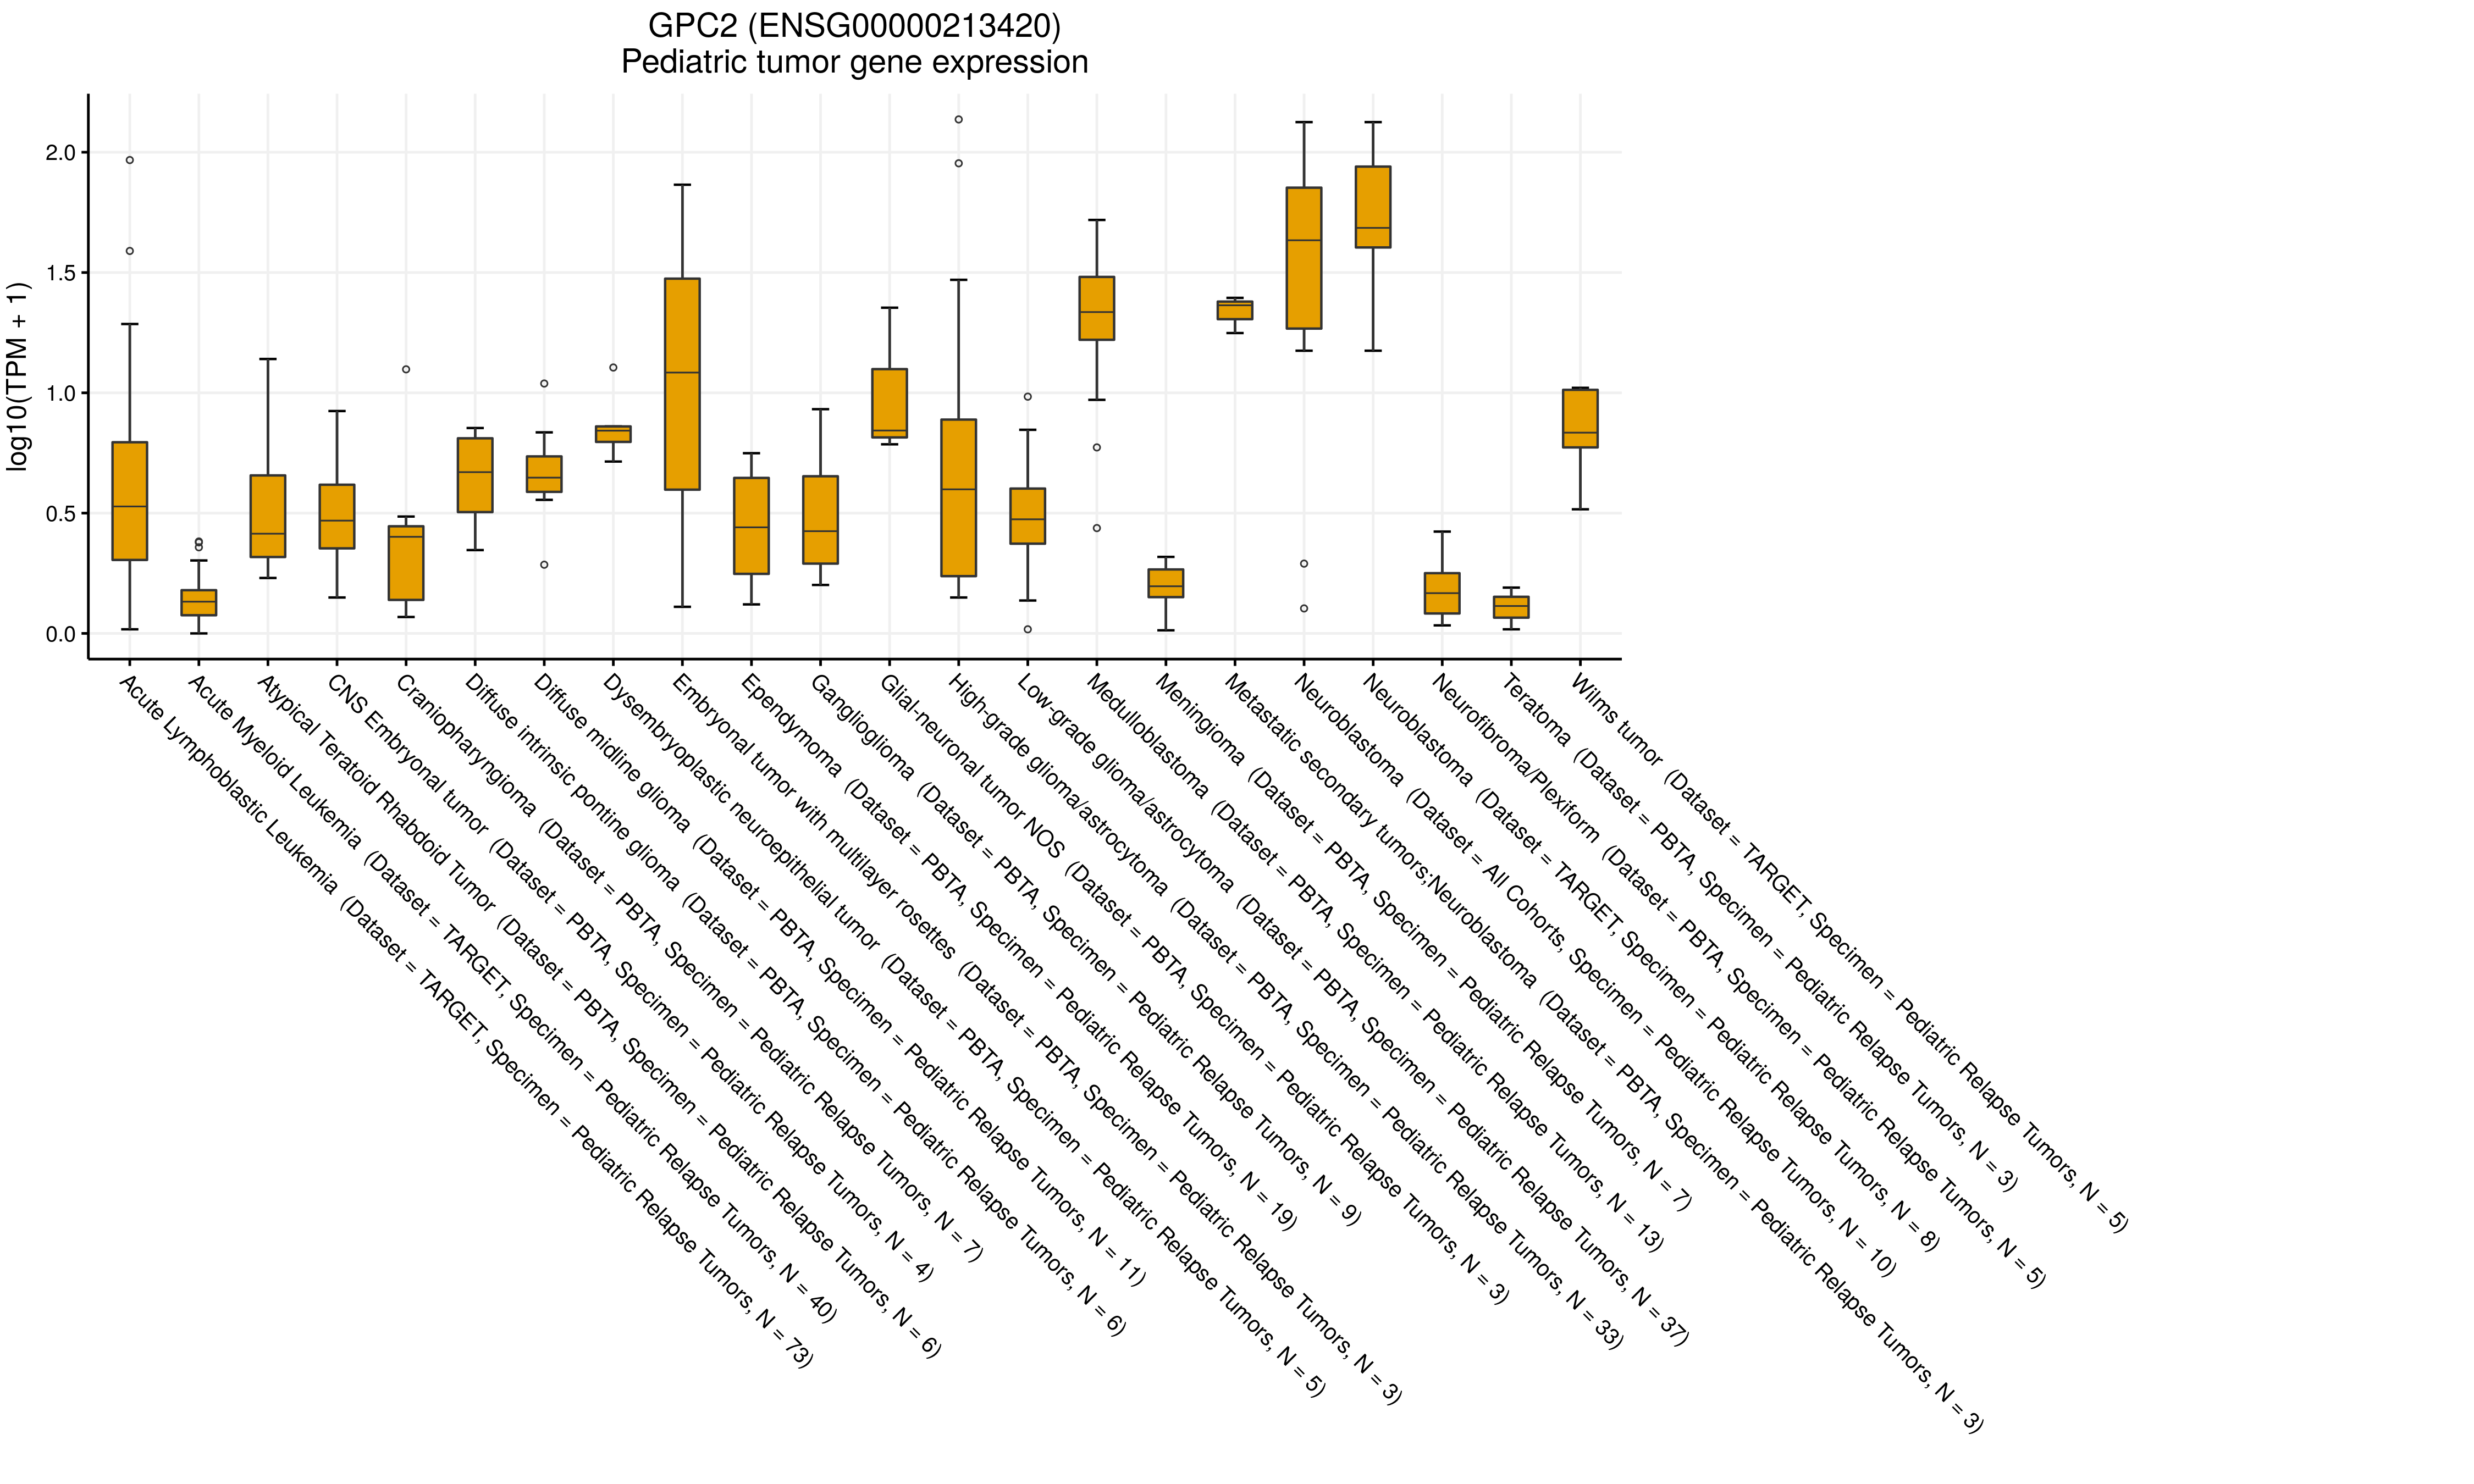 GPC2 (ENSG00000213420)
Pediatric tumor gene expression
log10(TPM + 1)
2.0
1.5
1.0
0.5
0.0
Acute Lymphoblastic Leukemia (Dataset = TARGET, Specimen = Pediatric Relapse Tumors, N = 73)
Acute Myeloid Leukemia (Dataset = TARGET, Specimen = Pediatric Relapse Tumors, N = 40)
Atypical Teratoid Rhabdoid Tumor (Dataset = PBTA, Specimen = Pediatric Relapse Tumors, N = 6)
CNS Embryonal tumor (Dataset = PBTA, Specimen = Pediatric Relapse Tumors, N = 4)
Craniopharyngioma (Dataset = PBTA, Specimen = Pediatric Relapse Tumors, N = 7)
Diffuse intrinsic pontine glioma (Dataset = PBTA, Specimen = Pediatric Relapse Tumors, N = 6)
Diffuse midline glioma (Dataset = PBTA, Specimen = Pediatric Relapse Tumors, N = 11)
Dysembryoplastic neuroepithelial tumor (Dataset = PBTA, Specimen = Pediatric Relapse Tumors, N = 5)
Embryonal tumor with multilayer rosettes (Dataset = PBTA, Specimen = Pediatric Relapse Tumors, N = 3)
Ependymoma (Dataset = PBTA, Specimen = Pediatric Relapse Tumors, N = 19)
Ganglioglioma (Dataset = PBTA, Specimen = Pediatric Relapse Tumors, N = 9)
Glial-neuronal tumor NOS (Dataset = PBTA, Specimen = Pediatric Relapse Tumors, N = 3)
High-grade glioma/astrocytoma (Dataset = PBTA, Specimen = Pediatric Relapse Tumors, N = 33)
Low-grade glioma/astrocytoma (Dataset = PBTA, Specimen = Pediatric Relapse Tumors, N = 37)
Medulloblastoma (Dataset = PBTA, Specimen = Pediatric Relapse Tumors, N = 13)
Meningioma (Dataset = PBTA, Specimen = Pediatric Relapse Tumors, N = 7)
Metastatic secondary tumors;Neuroblastoma (Dataset = PBTA, Specimen = Pediatric Relapse Tumors, N = 3)
Neuroblastoma (Dataset = All Cohorts, Specimen = Pediatric Relapse Tumors, N = 10)
Neuroblastoma (Dataset = TARGET, Specimen = Pediatric Relapse Tumors, N = 8)
Neurofibroma/Plexiform (Dataset = PBTA, Specimen = Pediatric Relapse Tumors, N = 5)
Teratoma (Dataset = PBTA, Specimen = Pediatric Relapse Tumors, N = 3)
Wilms tumor (Dataset = TARGET, Specimen = Pediatric Relapse Tumors, N = 5)